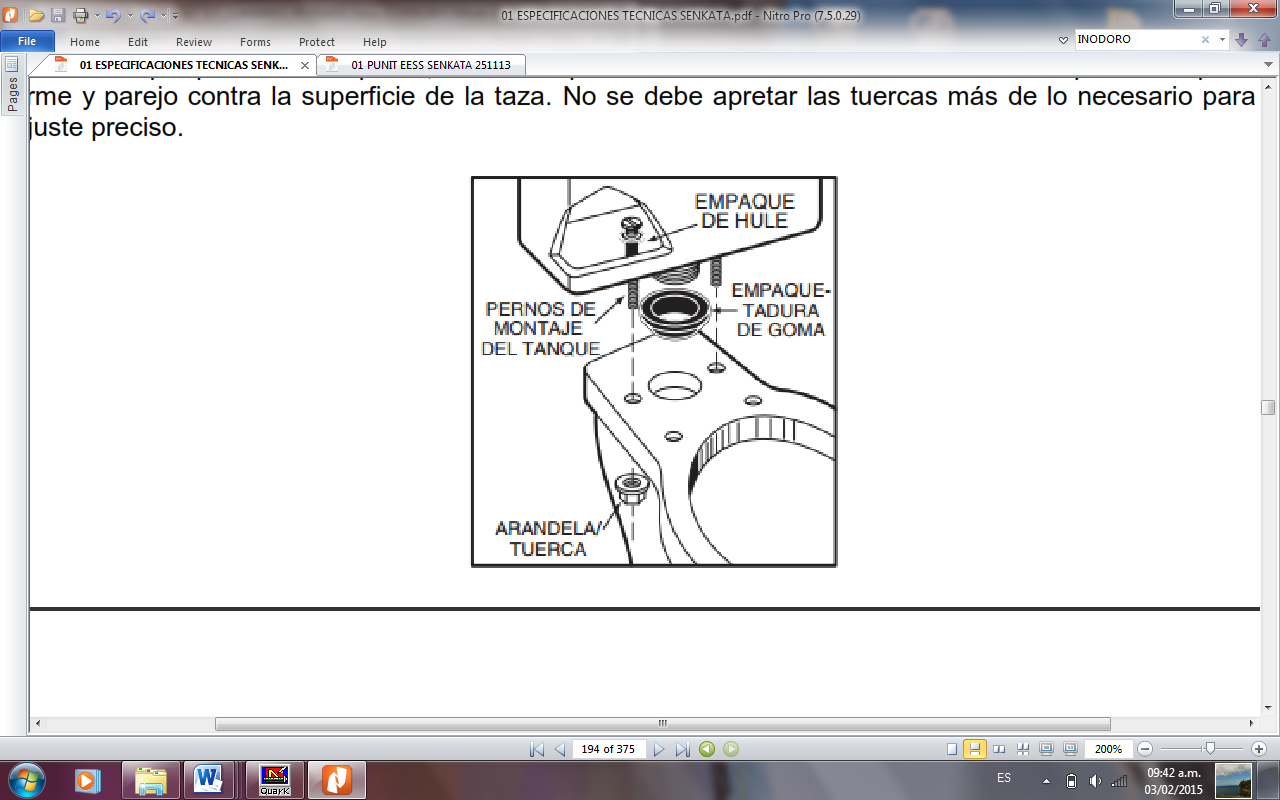 01 ESPECIFICACIONES TECNICAS SENKATA.pdf - Nitro Pro (7.5.0.29)
File Home Edit Review Forms Protect Help
INODORO
01 ESPECIFICACIONES TECNICAS SENK...
01 PUNIT EESS SENKATA 251113
Pages
rme y parejo contra la superficie de la taza. No se debe apretar las tuercas más de lo necesario para
juste preciso.
EMPAQUE
DE HULE
PERNOS DE
MONTAJE
DEL TANQUE
EMPAQUE-
TADURA
DE GOMA
ARANDELA/
TUERCA
194 of 375
200%
Quark
ES
09:42 a.m.
03/02/2015